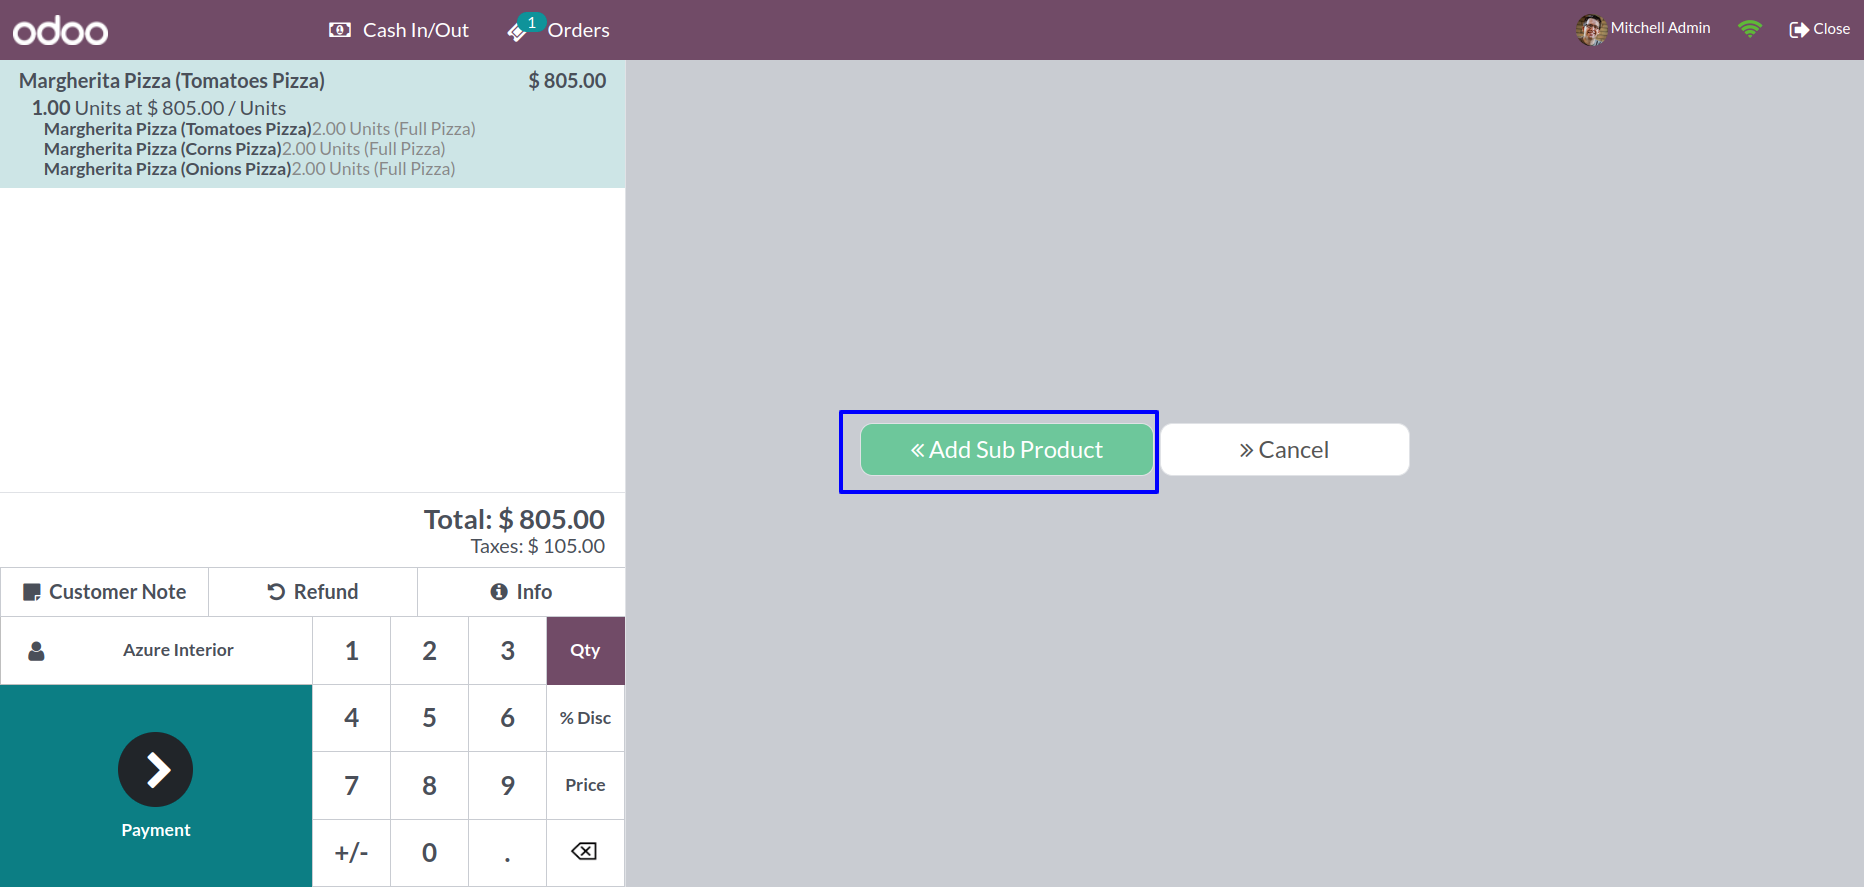 odoo
Cash In/Out
1
Orders
Mitchell Admin
Close
Margherita Pizza (Tomatoes Pizza) $ 805.00
1.00 Units at $ 805.00 / Units
Margherita Pizza (Tomatoes Pizza)2.00 Units (Full Pizza)
Margherita Pizza (Corns Pizza)2.00 Units (Full Pizza)
Margherita Pizza (Onions Pizza)2.00 Units (Full Pizza)
Add Sub Product
Cancel
Total: $ 805.00
Taxes: $ 105.00
Customer Note
Refund
Info
Azure Interior
1 2 3 Qty
4 5 6 % Disc
7 8 9 Price
+/- 0 .
Payment